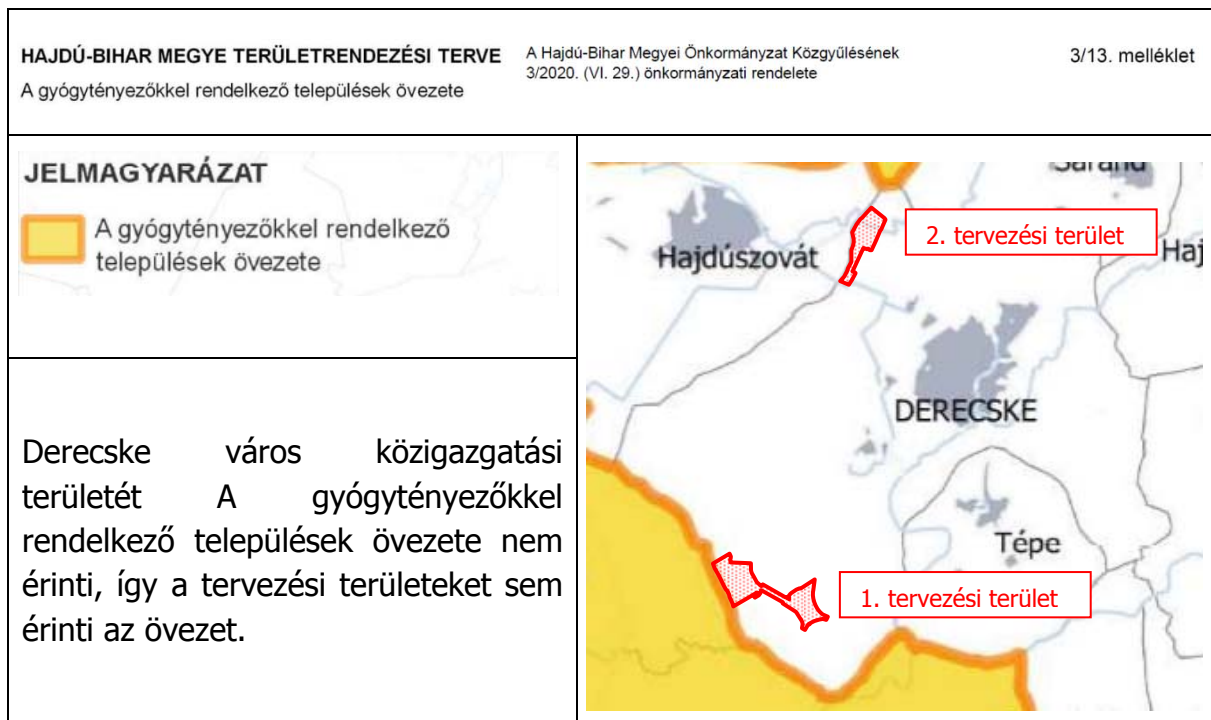 HAJDÚ-BIHAR MEGYE TERÜLETRENDEZÉSI TERVE
A gyógytényezőkkel rendelkező települések övezete
A Hajdú-Bihar Megyei Önkormányzat Közgyűlésének
3/2020. (VI. 29.) önkormányzati rendelete
3/13. melléklet
JELMAGYARÁZAT
A gyógytényezőkkel rendelkező
települések övezete
Derecske város közigazgatási
területét A gyógytényezőkkel
rendelkező települések övezete nem
érinti, így a tervezési területeket sem
érinti az övezet.
Sáránd
2. tervezési terület
Hajdúszovát
Haj
DERECSKE
Tépe
1. tervezési terület